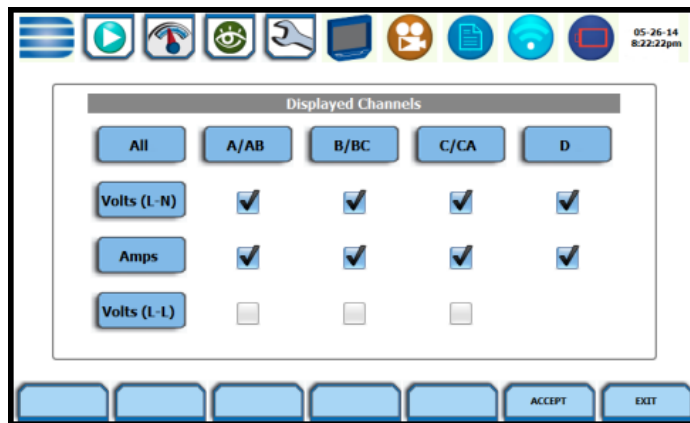 05-26-14
8:22:22pm
Displayed Channels
All A/AB B/BC C/CA D
Volts (L-N)
Amps
Volts (L-L)
ACCEPT EXIT